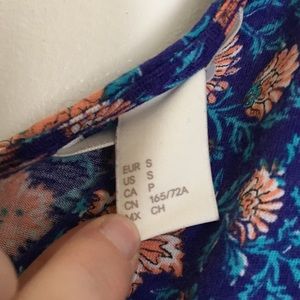 EUR S
US S
CA P
CN 165/72A
MX CH